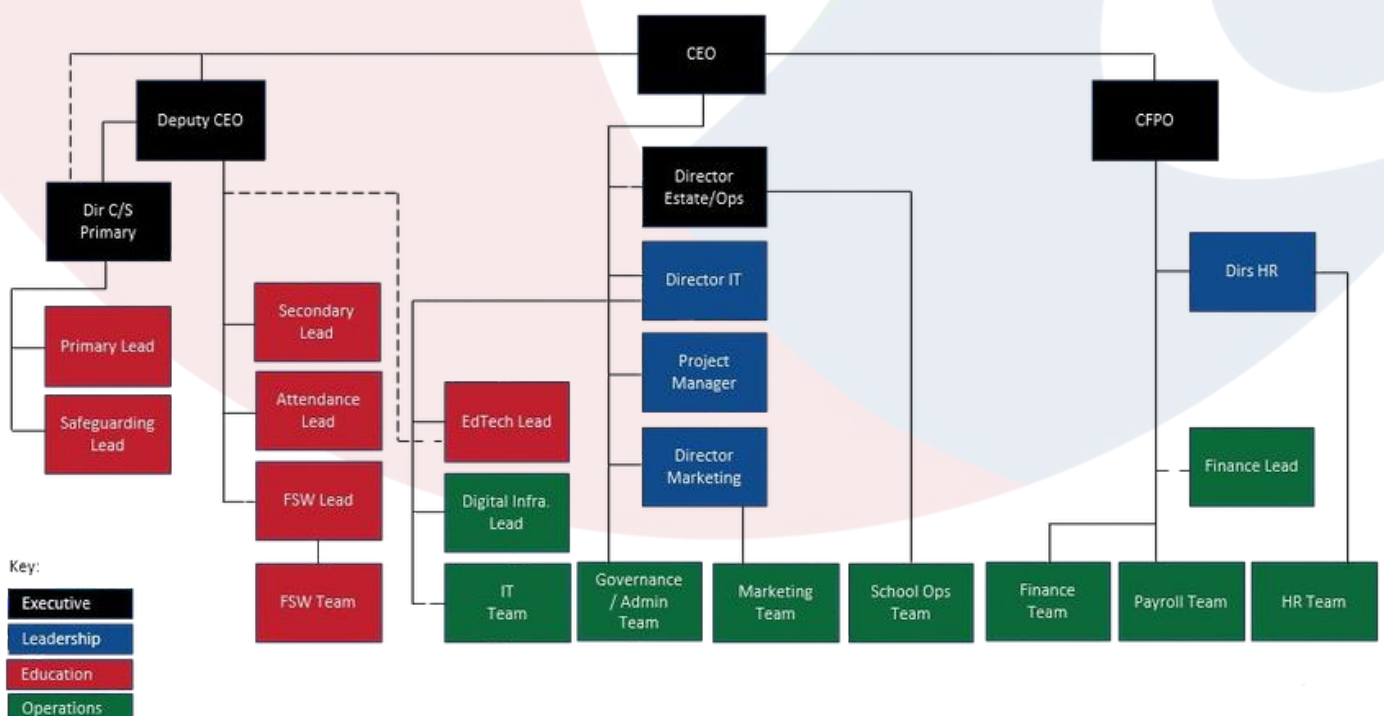 CEO
Deputy CEO
CFPO
Director
Estate/Ops
Dir C/S
Primary
Director IT
Dirs HR
Primary Lead
Secondary
Lead
Project
Manager
Safeguarding
Lead
Attendance
Lead
EdTech Lead
Director
Marketing
Finance Lead
FSW Lead
Digital Infra.
Lead
Key:
Executive
Leadership
Education
Operations
FSW Team
IT
Team
Governance
/ Admin
Team
Marketing
Team
School Ops
Team
Finance
Team
Payroll Team
HR Team